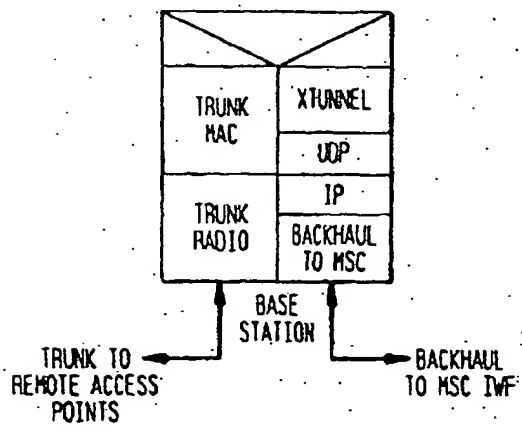 TRUNK
MAC
XTUNNEL
UDP
TRUNK
RADIO
IP
BACKHAUL
TO MSC
BASE
STATION
TRUNK TO
REMOTE ACCESS
POINTS
BACKHAUL
TO MSC IWF